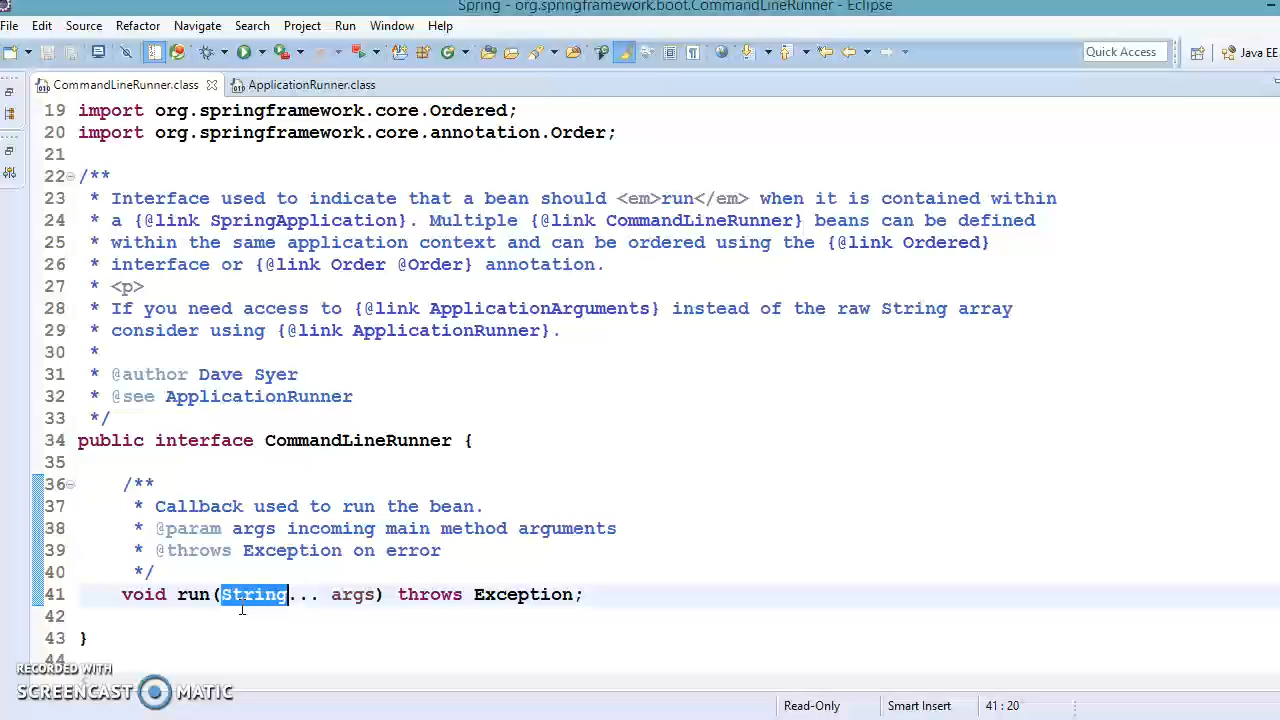 Spring - org.springframework.boot.CommandLineRunner - Eclipse
File Edit Source Refactor Navigate Search Project Run Window Help
Quick Access
Java EE
CommandLineRunner.class ApplicationRunner.class
19 import org.springframework.core.Ordered;
20 import org.springframework.core.annotation.Order;
21
22 /**
23 * Interface used to indicate that a bean should <em>run</em> when it is contained within
24 * a {@link SpringApplication}. Multiple {@link CommandLineRunner} beans can be defined
25 * within the same application context and can be ordered using the {@link Ordered}
26 * interface or {@link Order @Order} annotation.
27 * <p>
28 * If you need access to {@link ApplicationArguments} instead of the raw String array
29 * consider using {@link ApplicationRunner}.
30 *
31 * @author Dave Syer
32 * @see ApplicationRunner
33 */
34 public interface CommandLineRunner {
35
36 /**
37 * Callback used to run the bean.
38 * @param args incoming main method arguments
39 * @throws Exception on error
40 */
41 void run(String... args) throws Exception;
42
43 }
44
RECORDED WITH
SCREENCAST MATIC
Read-Only Smart Insert 41 : 20